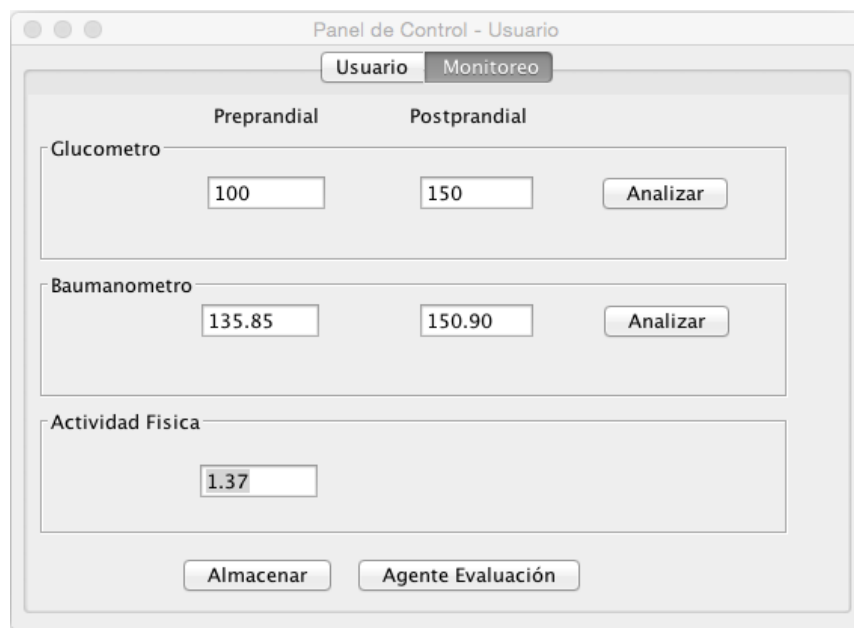 Panel de Control - Usuario
Usuario Monitoreo
Preprandial Postprandial
Glucometro
100 150 Analizar
Baumanometro
135.85 150.90 Analizar
Actividad Fisica
1.37
Almacenar Agente Evaluación